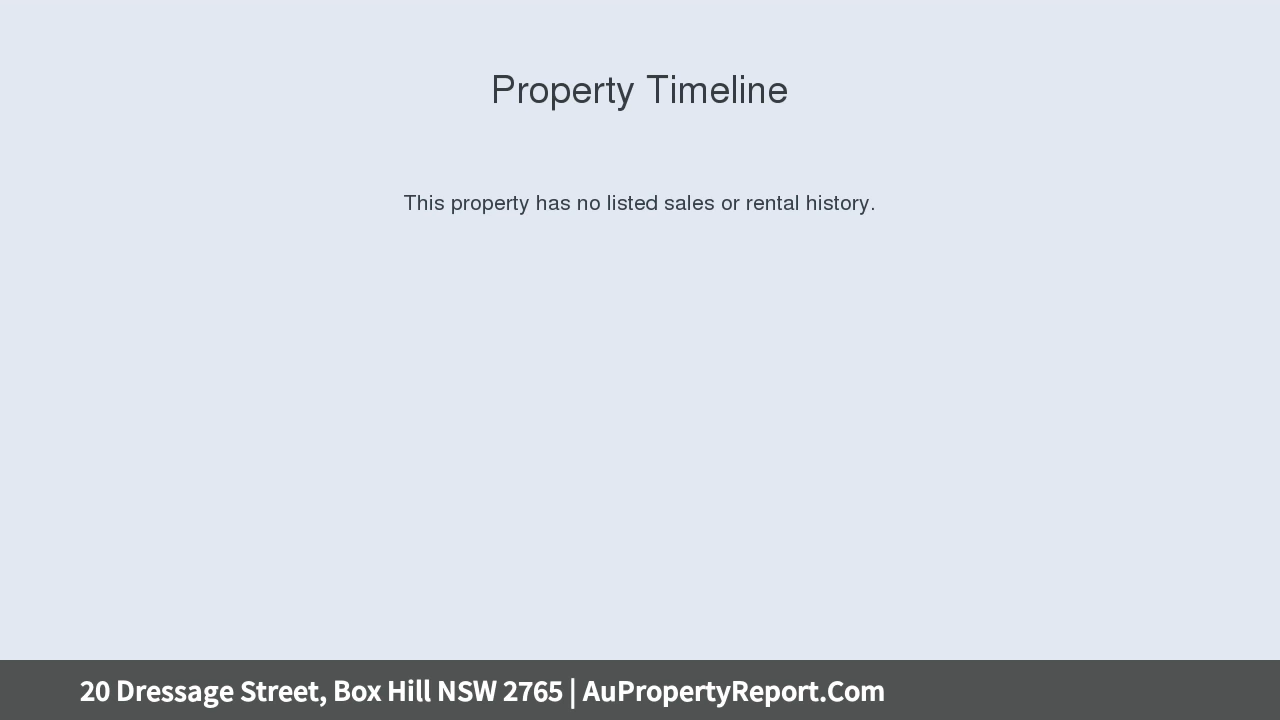 Property Timeline
This property has no listed sales or rental history.
20 Dressage Street, Box Hill NSW 2765 | AuPropertyReport.Com